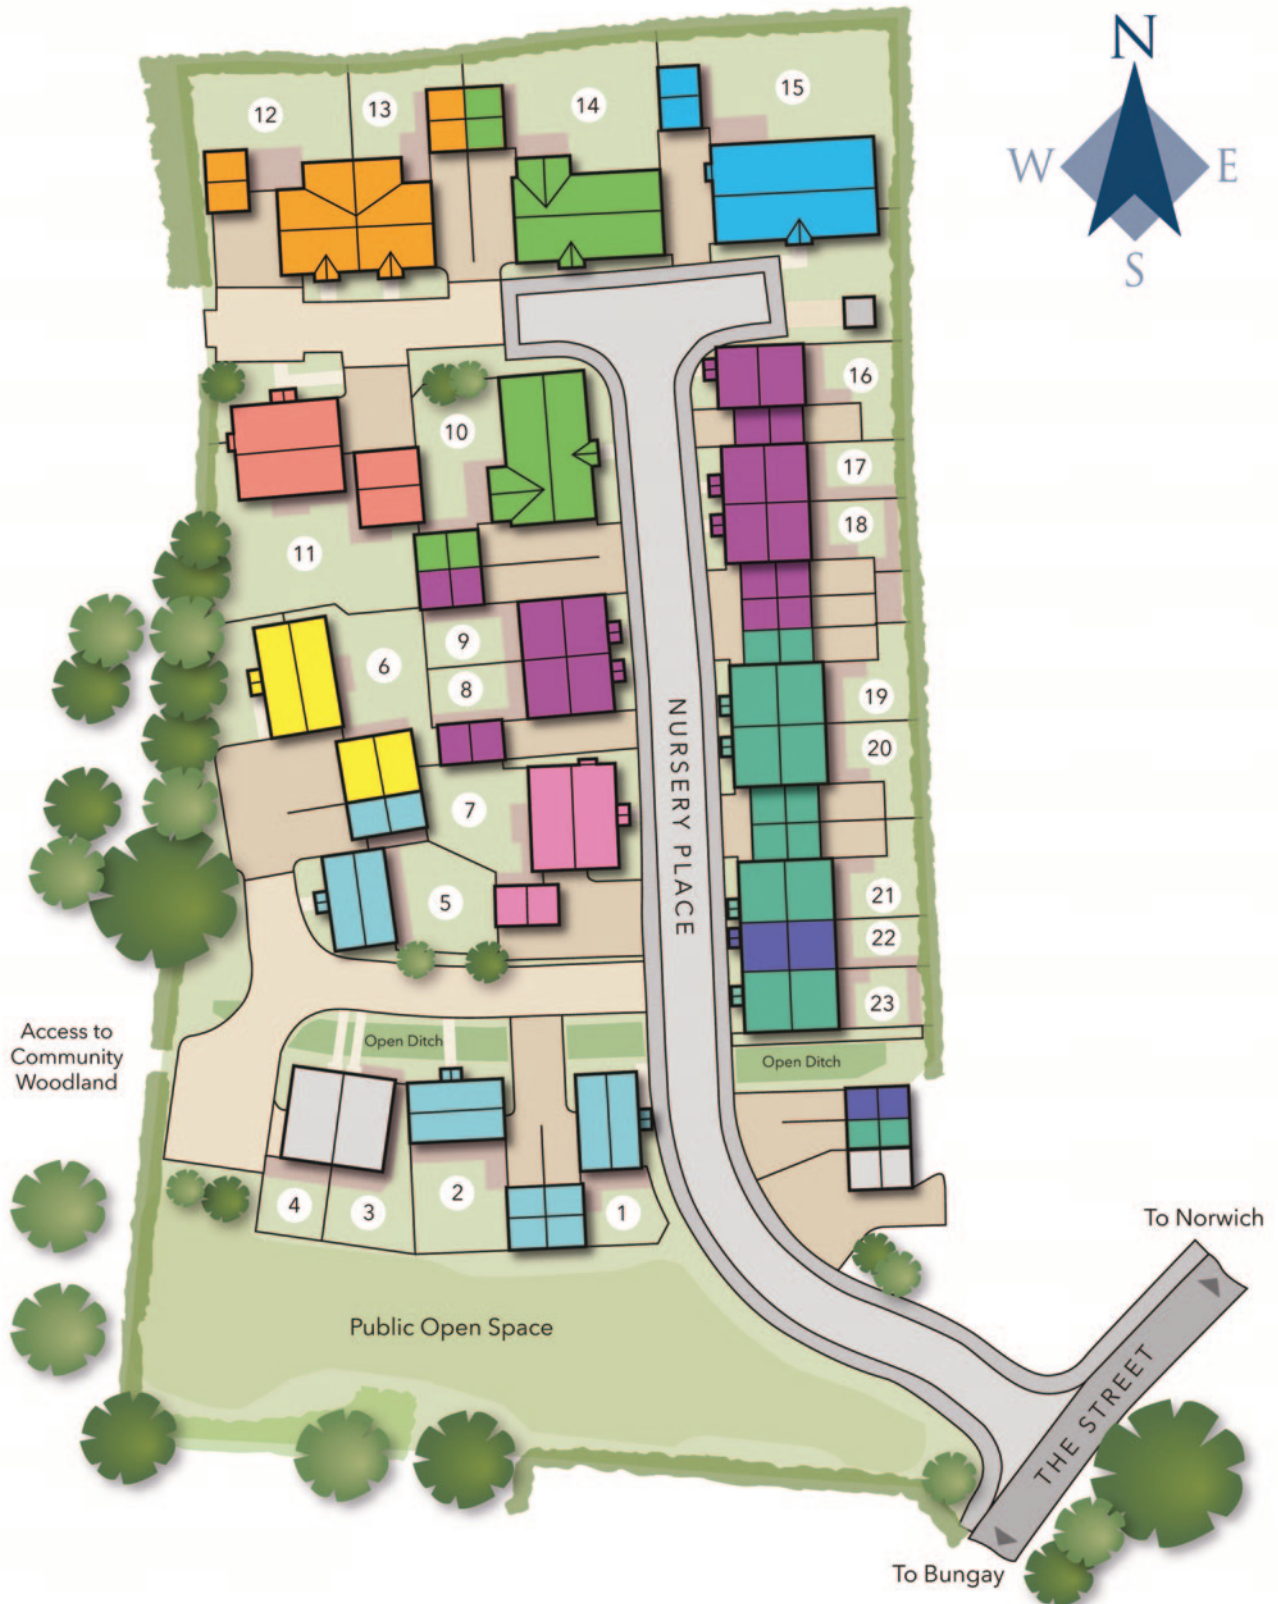 N
W E
S
12
13
14
15
16
10
17
18
11
9
6
8
19
20
7
5
21
22
23
NURSERY PLACE
Access to
Community
Woodland
Open Ditch
Open Ditch
4
3
2
1
Public Open Space
To Norwich
THE STREET
To Bungay